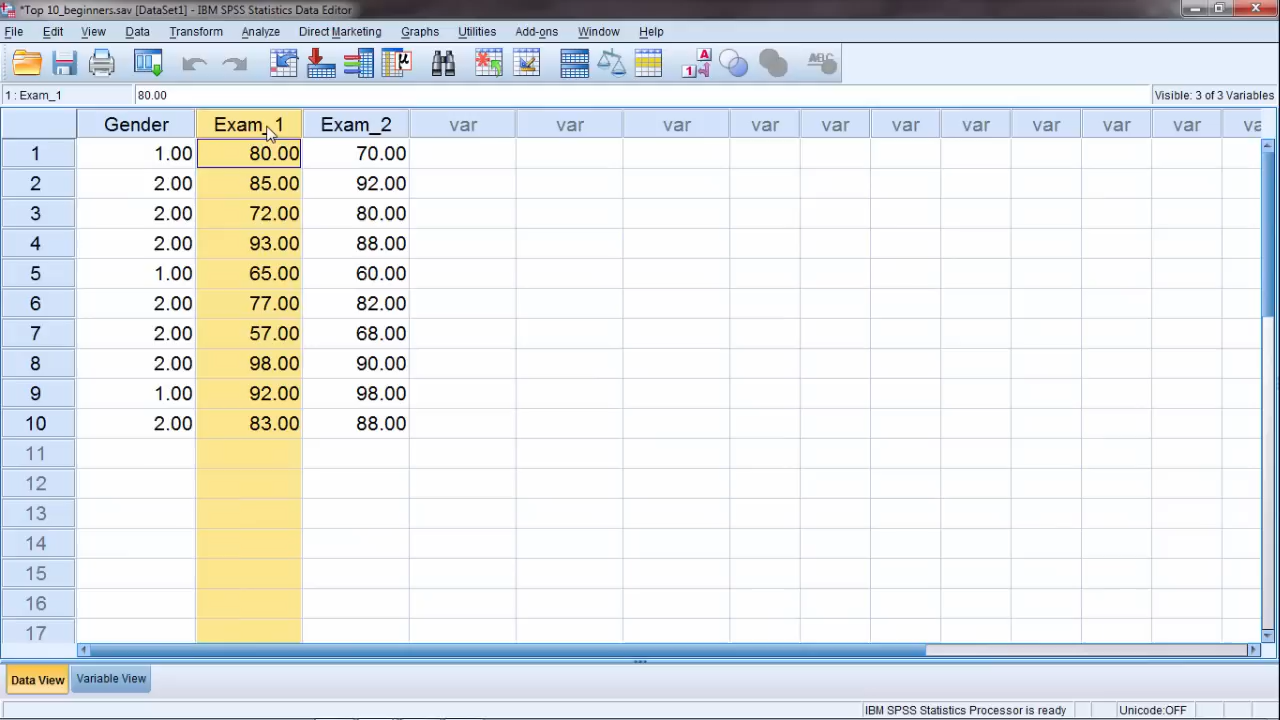 *Top 10_beginners.sav [DataSet1] - IBM SPSS Statistics Data Editor
File Edit View Data Transform Analyze Direct Marketing Graphs Utilities Add-ons Window Help
1 : Exam_1 80.00 Visible: 3 of 3 Variables
Gender Exam_1 Exam_2 var var var var var var var var var va
1 1.00 80.00 70.00
2 2.00 85.00 92.00
3 2.00 72.00 80.00
4 2.00 93.00 88.00
5 1.00 65.00 60.00
6 2.00 77.00 82.00
7 2.00 57.00 68.00
8 2.00 98.00 90.00
9 1.00 92.00 98.00
10 2.00 83.00 88.00
11
12
13
14
15
16
17
Data View Variable View
IBM SPSS Statistics Processor is ready Unicode:OFF